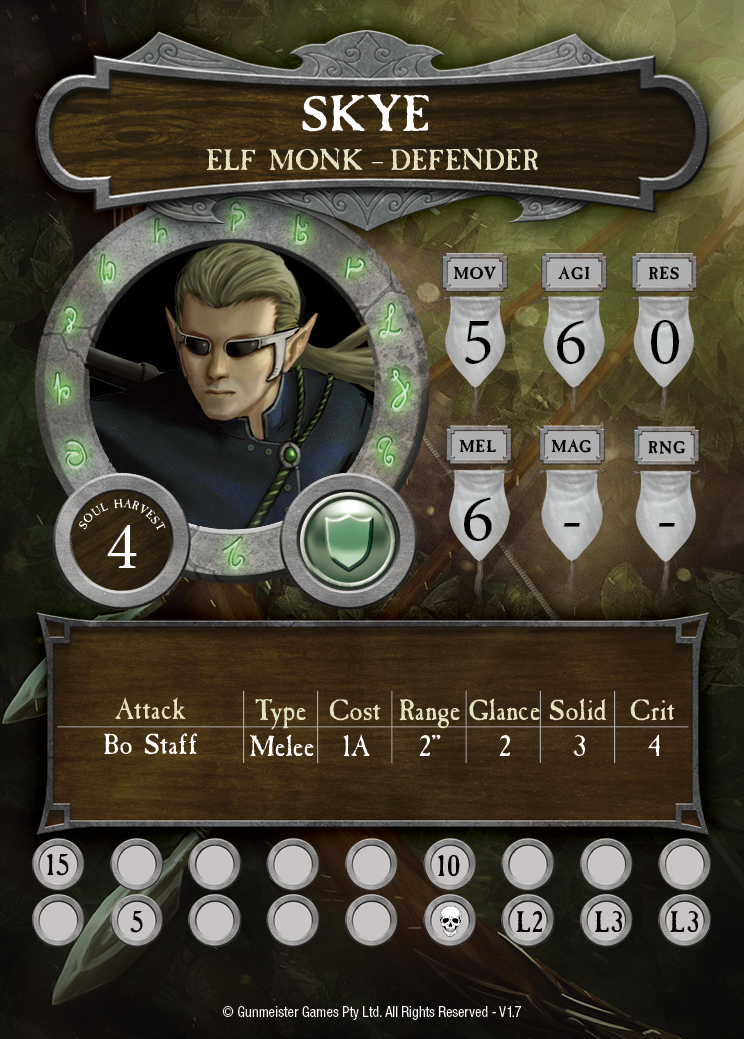 SKYE
ELF MONK – DEFENDER
MOV AGI RES
5 6 0
MEL MAG RNG
6 - -
SOUL HARVEST
4
Attack Type Cost Range Glance Solid Crit
Bo Staff Melee 1A 2” 2 3 4
15 10
5 L2 L3 L3
© Gunmeister Games Pty Ltd. All Rights Reserved - V1.7